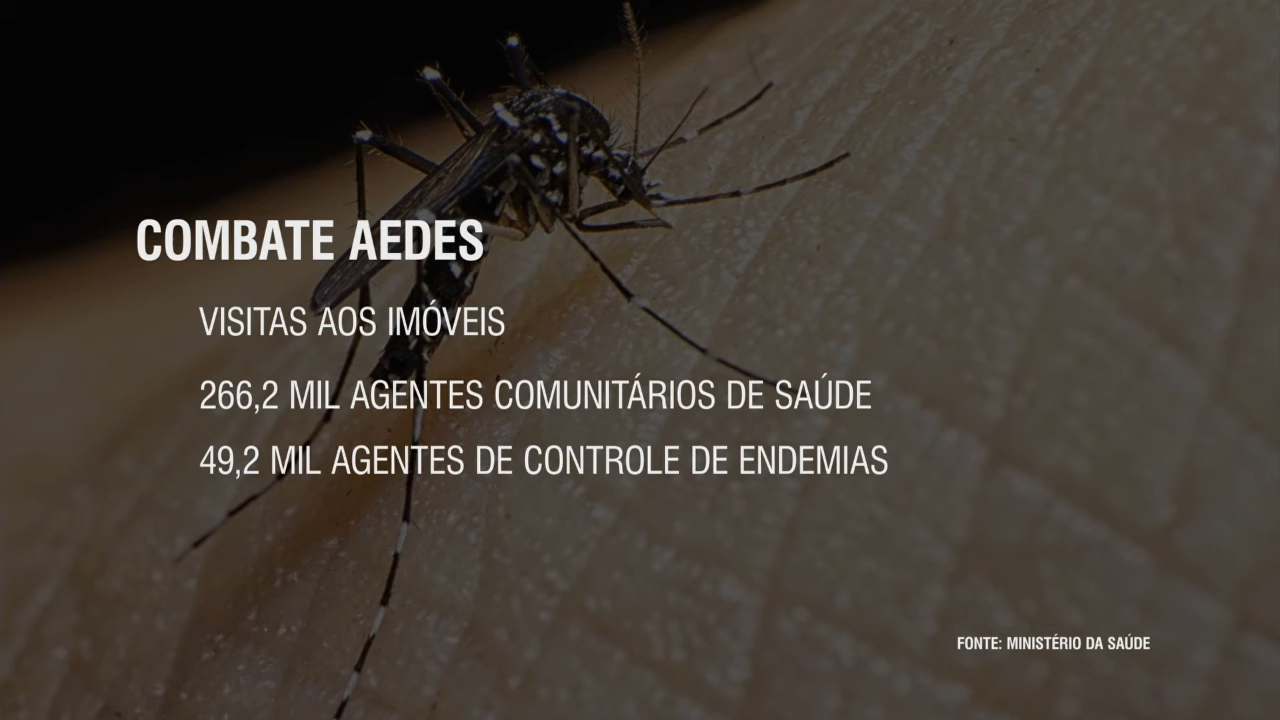 COMBATE AEDES
VISITAS AOS IMÓVEIS
266,2 MIL AGENTES COMUNITÁRIOS DE SAÚDE
49,2 MIL AGENTES DE CONTROLE DE ENDEMIAS
FONTE: MINISTÉRIO DA SAÚDE